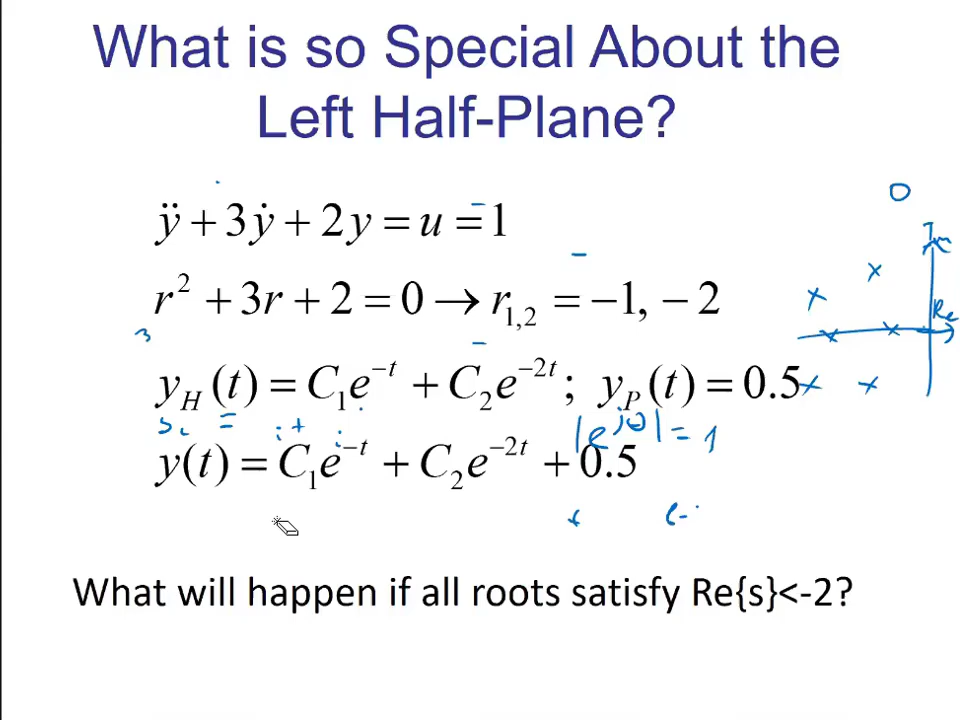 What is so Special About the
Left Half-Plane?
ÿ + 3ẏ + 2y = u = 1
r² + 3r + 2 = 0 → r₁,₂ = −1, − 2
y_H(t) = C₁e^{−t} + C₂e^{−2t}; y_P(t) = 0.5
y(t) = C₁e^{−t} + C₂e^{−2t} + 0.5
|e^{jθ}| = 1
Im
Re
What will happen if all roots satisfy Re{s}<-2?